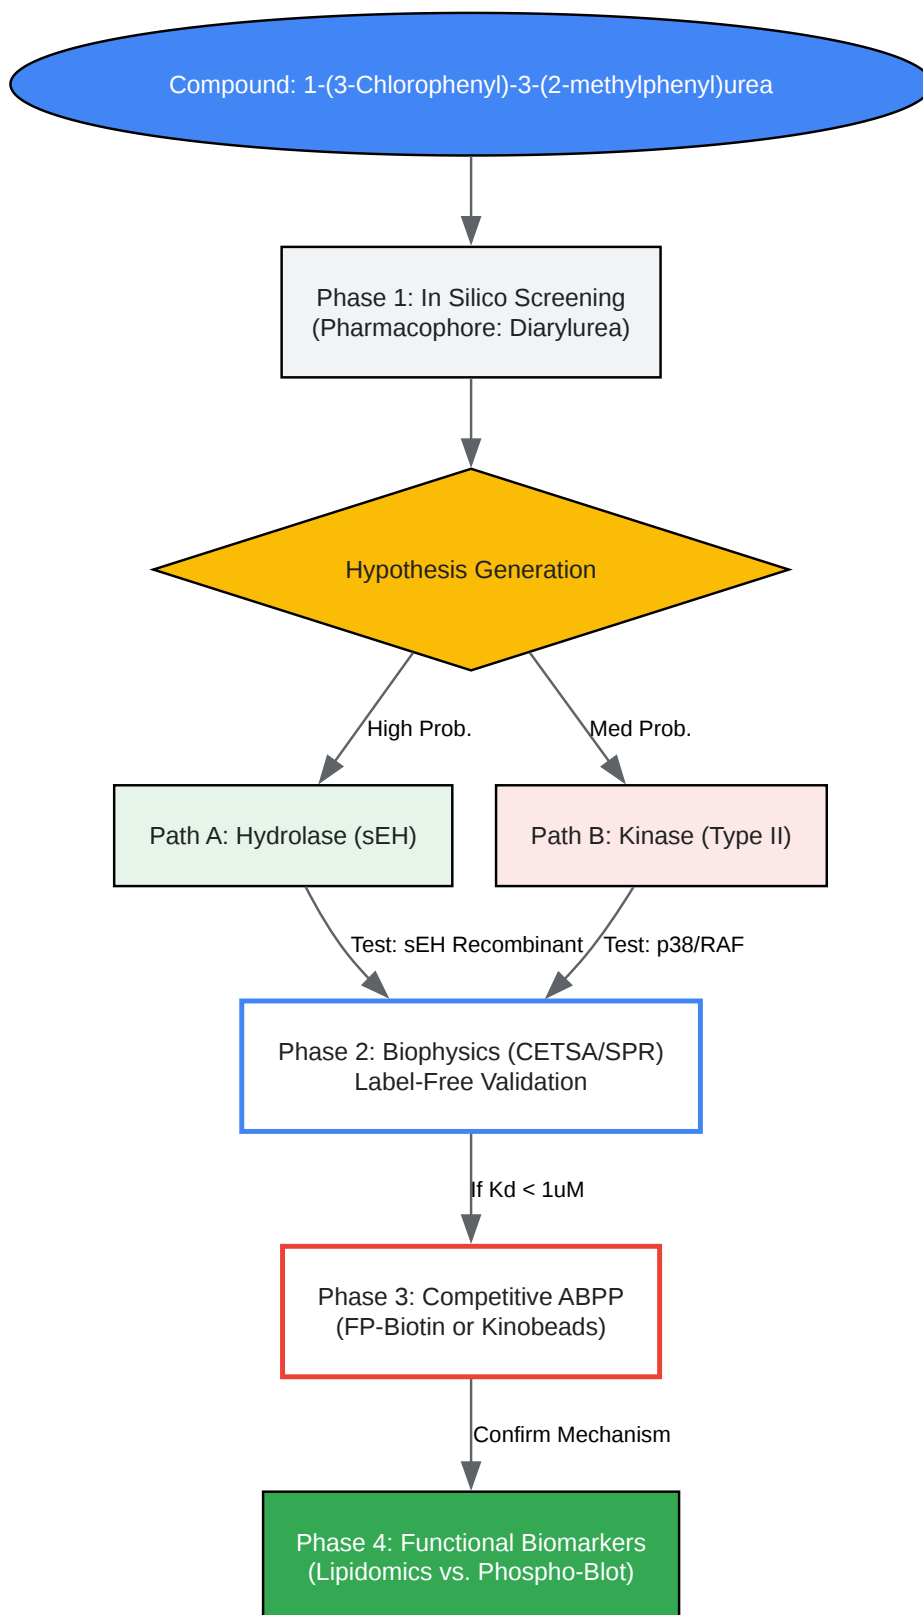 Compound: 1-(3-Chlorophenyl)-3-(2-methylphenyl)urea
Phase 1: In Silico Screening
(Pharmacophore: Diarylurea)
Hypothesis Generation
High Prob.
Med Prob.
Path A: Hydrolase (sEH)
Path B: Kinase (Type II)
Test: sEH Recombinant
Test: p38/RAF
Phase 2: Biophysics (CETSA/SPR)
Label-Free Validation
If Kd < 1uM
Phase 3: Competitive ABPP
(FP-Biotin or Kinobeads)
Confirm Mechanism
Phase 4: Functional Biomarkers
(Lipidomics vs. Phospho-Blot)